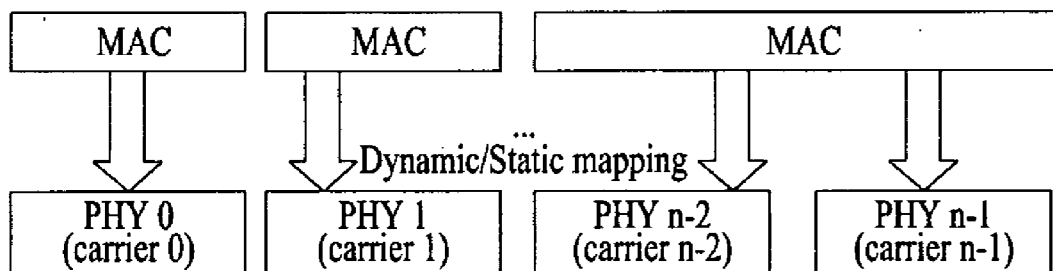 MAC
MAC
MAC
...
Dynamic/Static mapping
PHY 0
(carrier 0)
PHY 1
(carrier 1)
PHY n-2
(carrier n-2)
PHY n-1
(carrier n-1)